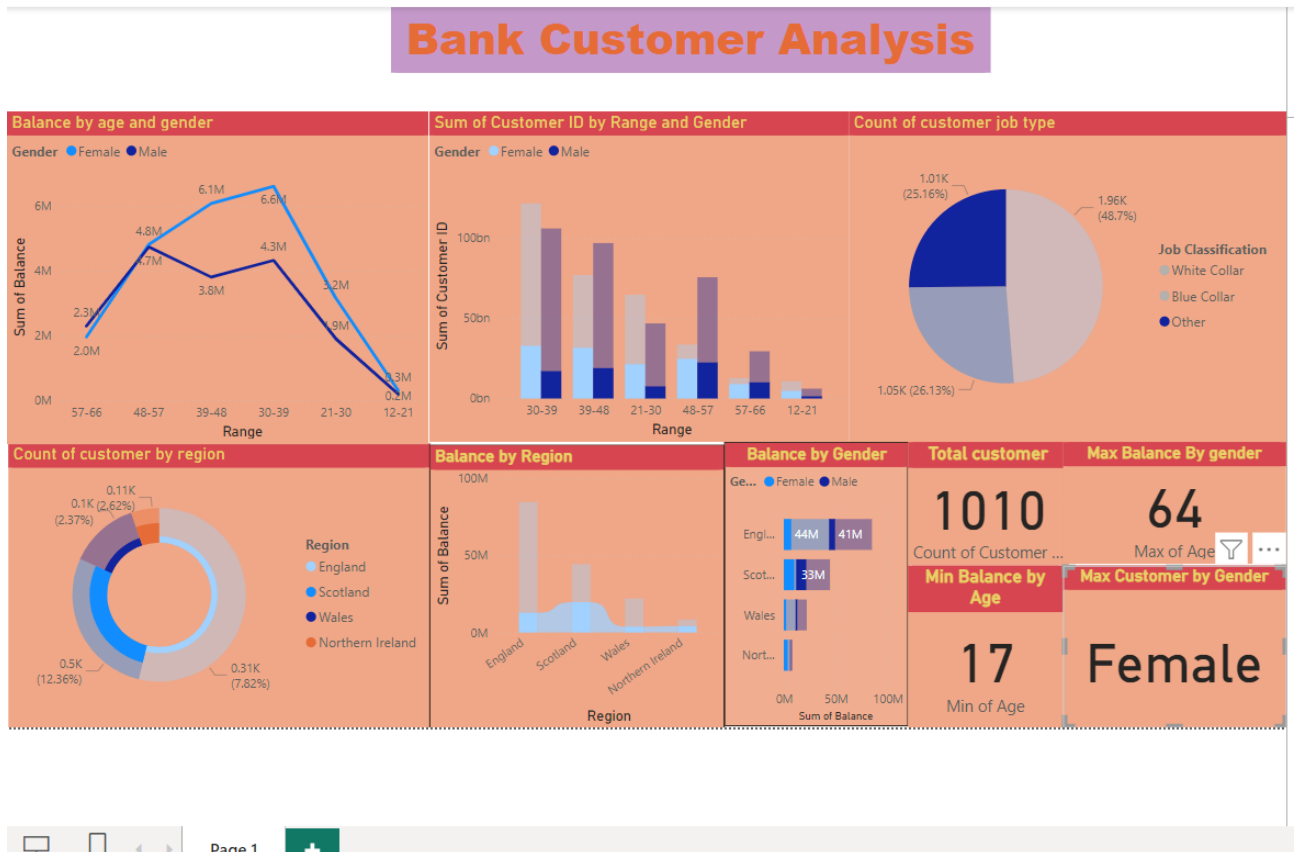 Bank Customer Analysis
Balance by age and gender
Gender Female Male
Sum of Balance
6M
4M
2M
0M
6.1M
6.6M
4.8M
4.7M
4.3M
3.8M
3.2M
1.9M
2.3M
2.0M
0.3M
0.2M
57-66 48-57 39-48 30-39 21-30 12-21
Range
Sum of Customer ID by Range and Gender
Gender Female Male
Sum of Customer ID
100bn
50bn
0bn
30-39 39-48 21-30 48-57 57-66 12-21
Range
Count of customer job type
1.01K
(25.16%)
1.96K
(48.7%)
1.05K (26.13%)
Job Classification
White Collar
Blue Collar
Other
Count of customer by region
0.11K
(2.62%)
0.1K
(2.37%)
0.5K
(12.36%)
0.31K
(7.82%)
Region
England
Scotland
Wales
Northern Ireland
Balance by Region
Sum of Balance
100M
50M
0M
England
Scotland
Wales
Northern Ireland
Region
Balance by Gender
Ge... Female Male
Engl... 44M 41M
Scot... 33M
Wales
Nort...
0M 50M 100M
Sum of Balance
Total customer
1010
Count of Customer ...
Max Balance By gender
64
Max of Age
Min Balance by
Age
17
Min of Age
Max Customer by Gender
Female
Page 1